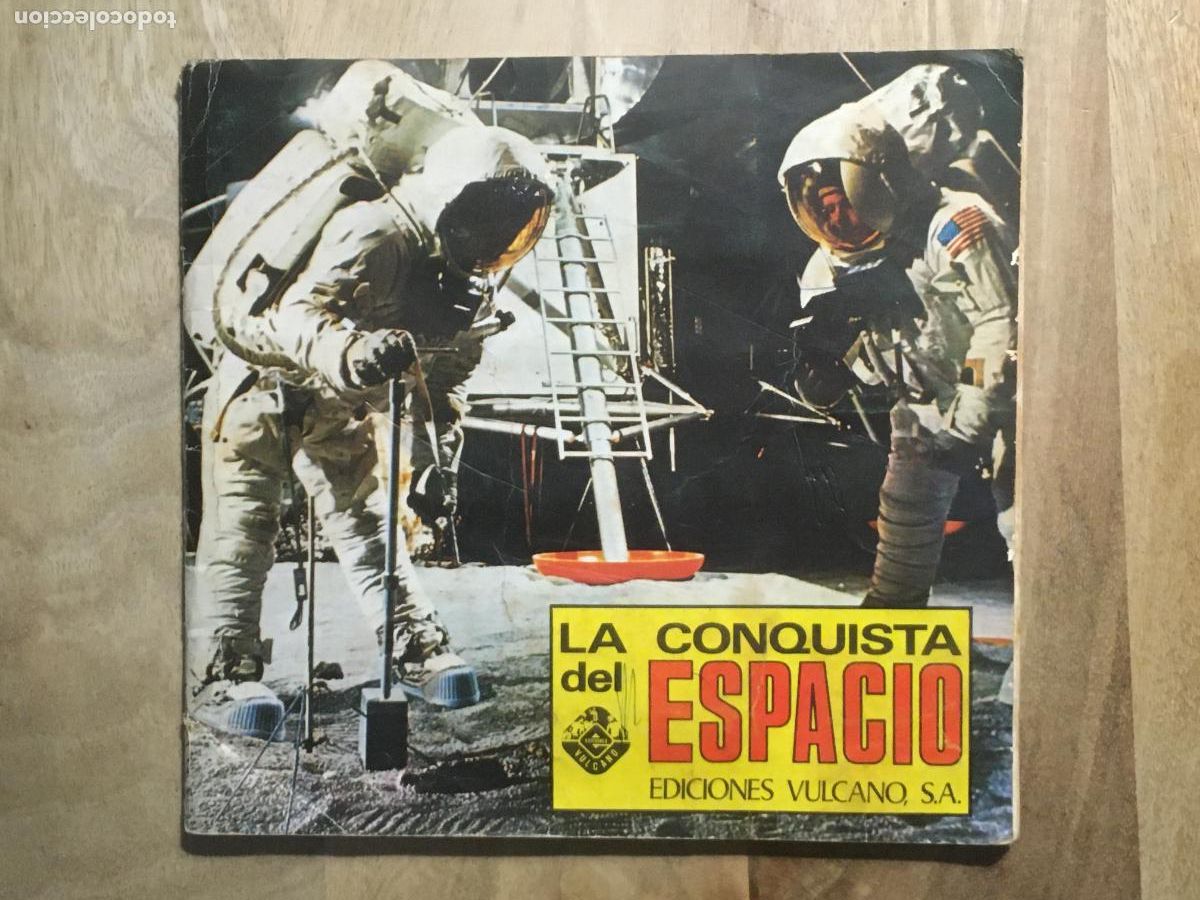 todocoleccion
LA CONQUISTA
del ESPACIO
VULCANO
EDICIONES VULCANO, S.A.